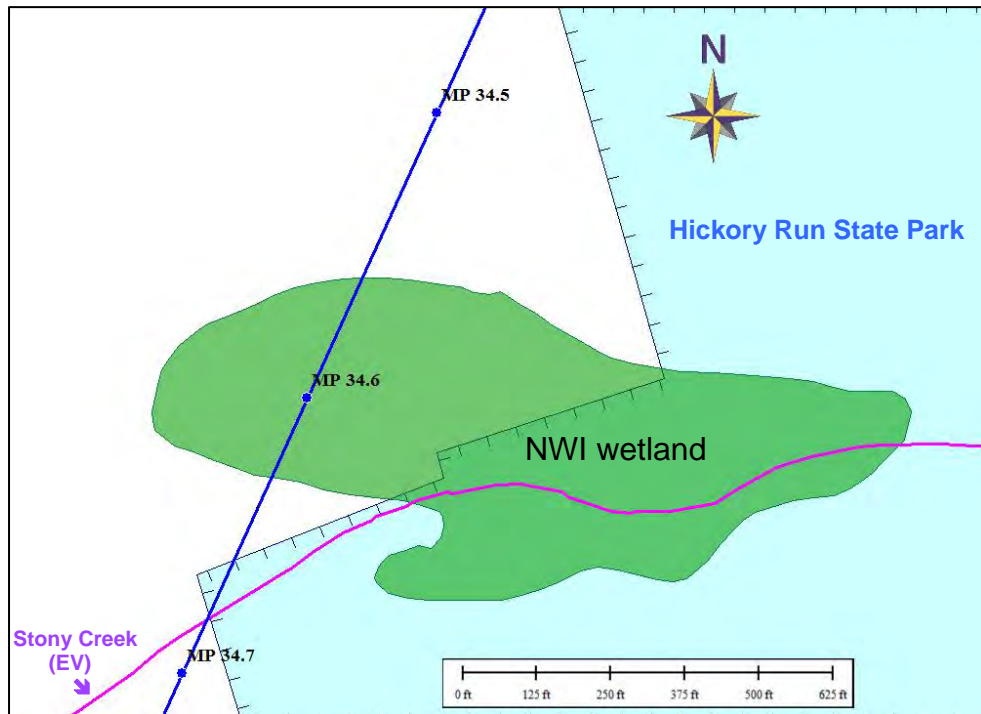 N
MP 34.5
Hickory Run State Park
MP 34.6
NWI wetland
Stony Creek
(EV)
MP 34.7
0 ft 125 ft 250 ft 375 ft 500 ft 625 ft